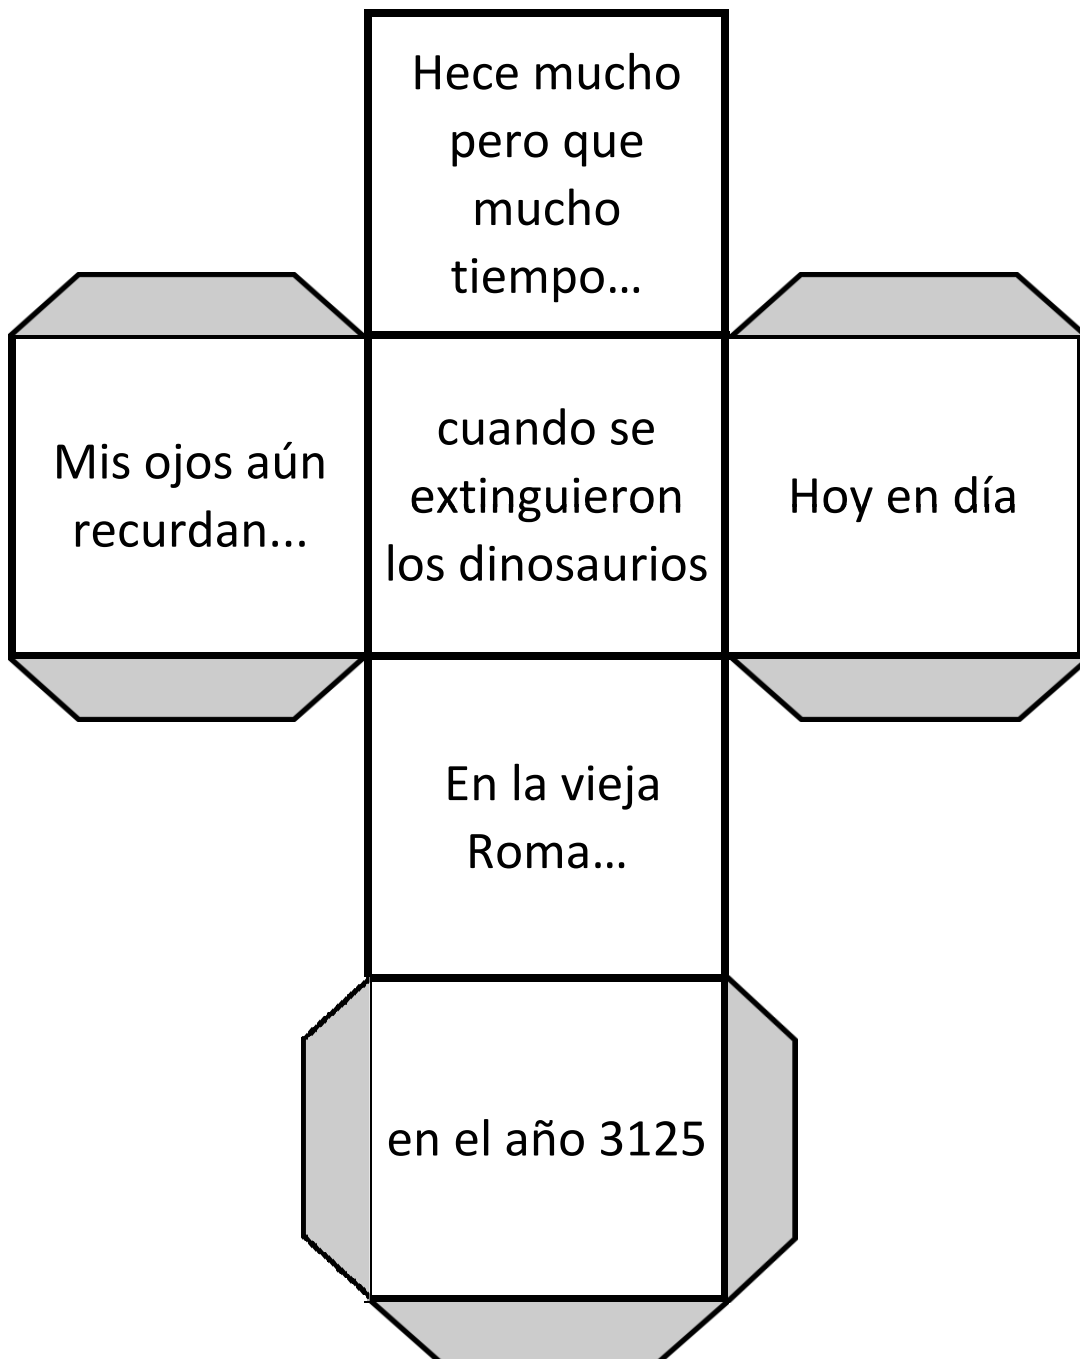 Hece mucho
pero que
mucho
tiempo...
Mis ojos aún
recurdan...
cuando se
extinguieron
los dinosaurios
Hoy en día
En la vieja
Roma...
en el año 3125